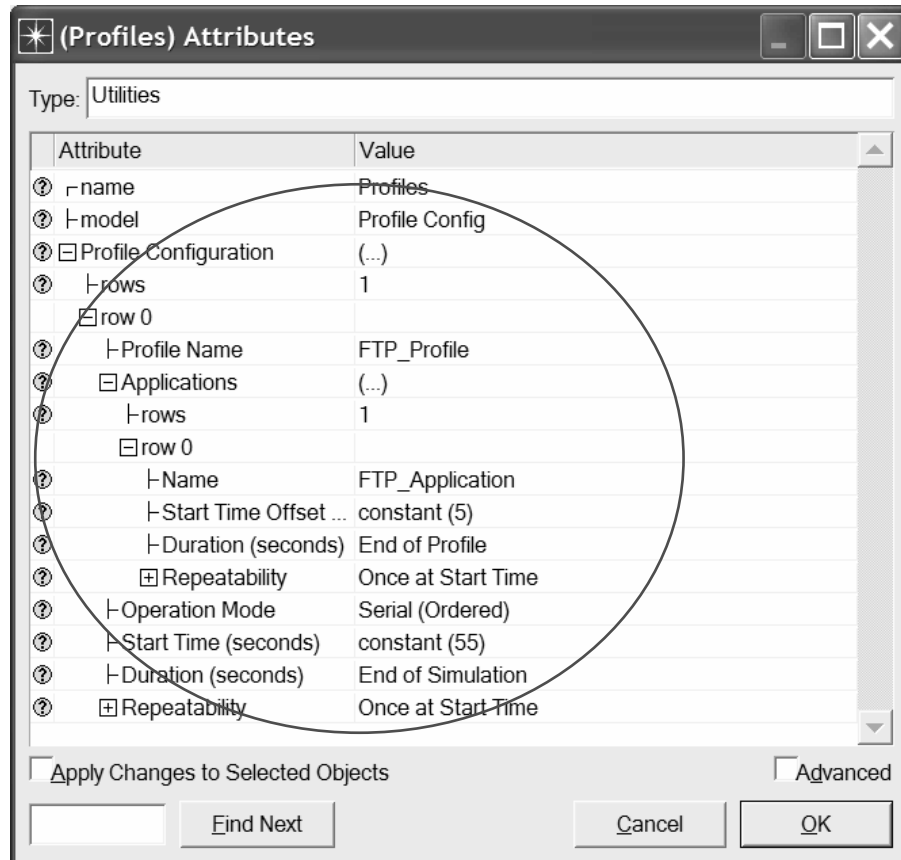 (Profiles) Attributes
Type: Utilities
Attribute Value
name Profiles
model Profile Config
Profile Configuration (...)
rows 1
row 0
Profile Name FTP_Profile
Applications (...)
rows 1
row 0
Name FTP_Application
Start Time Offset ... constant (5)
Duration (seconds) End of Profile
Repeatability Once at Start Time
Operation Mode Serial (Ordered)
Start Time (seconds) constant (55)
Duration (seconds) End of Simulation
Repeatability Once at Start Time
Apply Changes to Selected Objects Advanced
Find Next Cancel OK